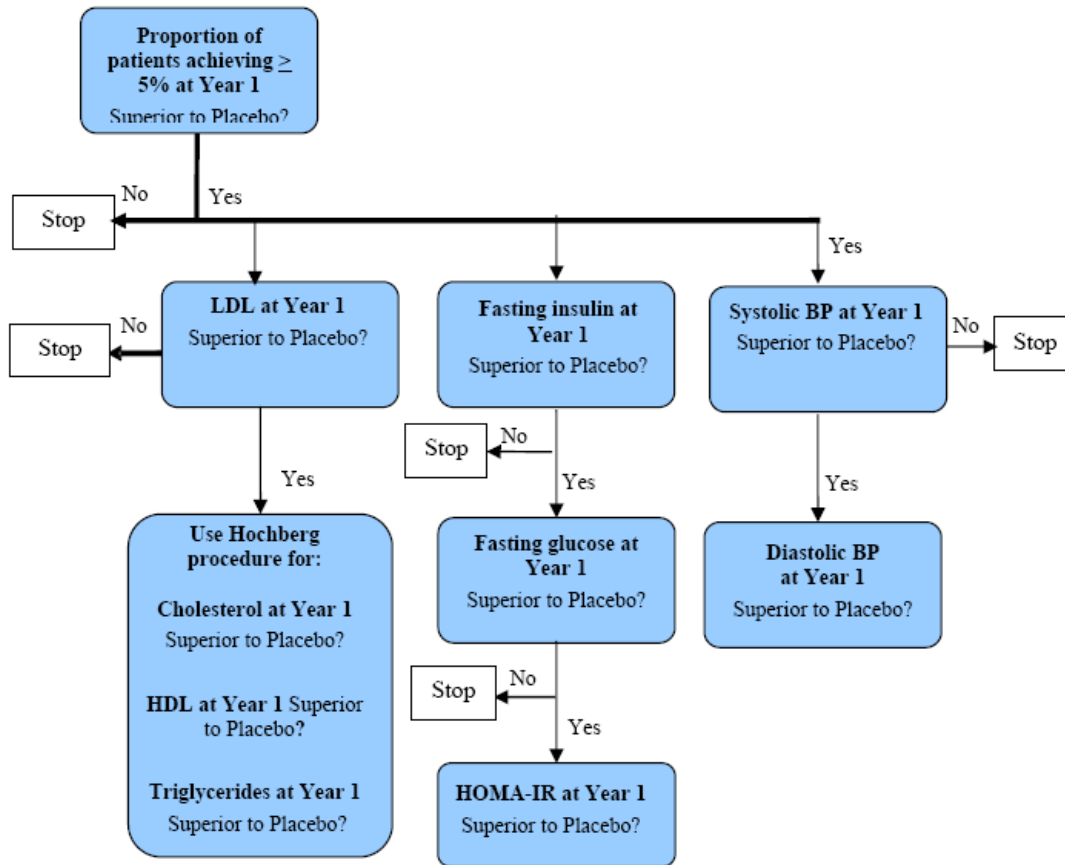 Proportion of
patients achieving ≥
5% at Year 1
Superior to Placebo?
No
Yes
Stop
Yes
LDL at Year 1
Superior to Placebo?
Fasting insulin at
Year 1
Superior to Placebo?
Systolic BP at Year 1
Superior to Placebo?
No
Stop
No
Stop
No
Stop
Yes
Yes
Yes
Use Hochberg
procedure for:
Cholesterol at Year 1
Superior to Placebo?
HDL at Year 1 Superior
to Placebo?
Triglycerides at Year 1
Superior to Placebo?
Fasting glucose at
Year 1
Superior to Placebo?
Diastolic BP
at Year 1
Superior to Placebo?
No
Stop
Yes
HOMA-IR at Year 1
Superior to Placebo?